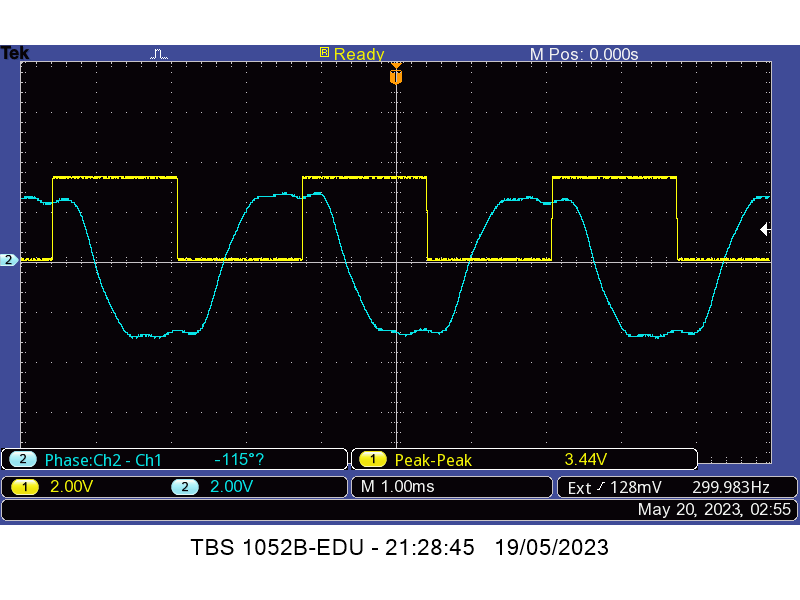 Tek R Ready M Pos: 0.000s
T
2
2 Phase:Ch2 - Ch1 -115°? 1 Peak-Peak 3.44V
1 2.00V 2 2.00V M 1.00ms Ext 128mV 299.983Hz
May 20, 2023, 02:55
TBS 1052B-EDU - 21:28:45 19/05/2023